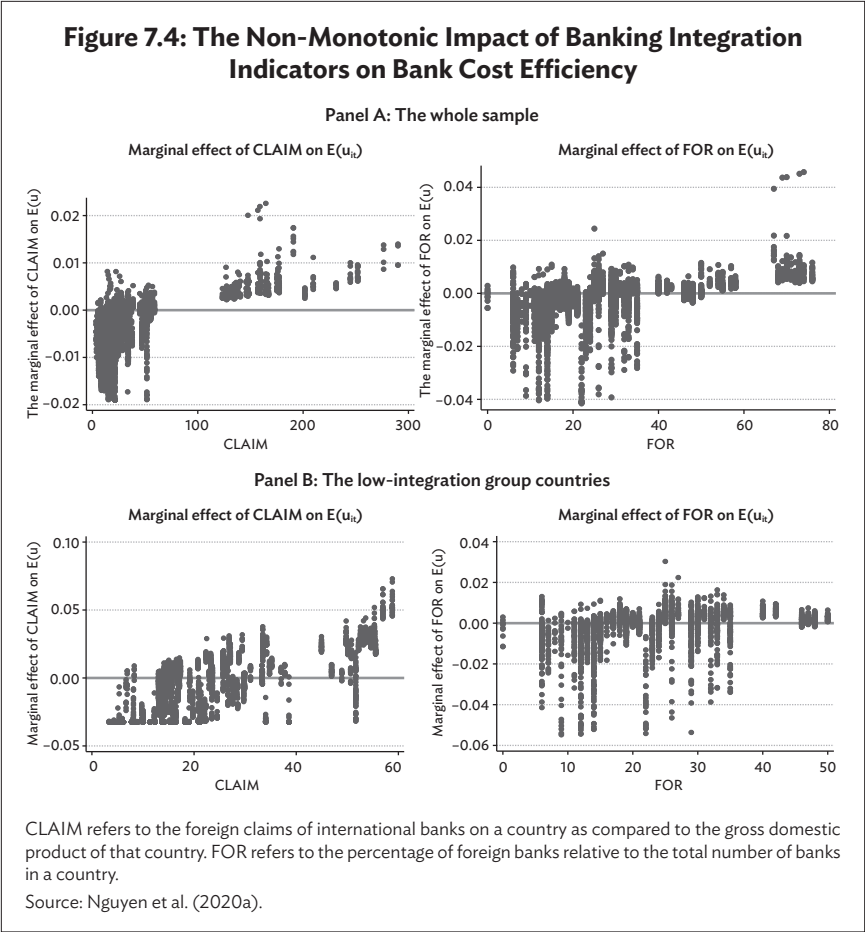 Figure 7.4: The Non-Monotonic Impact of Banking Integration
Indicators on Bank Cost Efficiency
Panel A: The whole sample
Marginal effect of CLAIM on E(uit)
The marginal effect of CLAIM on E(u)
0.02
0.01
0.00
−0.01
−0.02
0
100
200
300
CLAIM
Marginal effect of FOR on E(uit)
The marginal effect of FOR on E(u)
0.04
0.02
0.00
−0.02
−0.04
0
20
40
60
80
FOR
Panel B: The low-integration group countries
Marginal effect of CLAIM on E(uit)
Marginal effect of CLAIM on E(u)
0.10
0.05
0.00
−0.05
0
20
40
60
CLAIM
Marginal effect of FOR on E(uit)
Marginal effect of FOR on E(u)
0.04
0.02
0.00
−0.02
−0.04
−0.06
0
10
20
30
40
50
FOR
CLAIM refers to the foreign claims of international banks on a country as compared to the gross domestic
product of that country. FOR refers to the percentage of foreign banks relative to the total number of banks
in a country.
Source: Nguyen et al. (2020a).